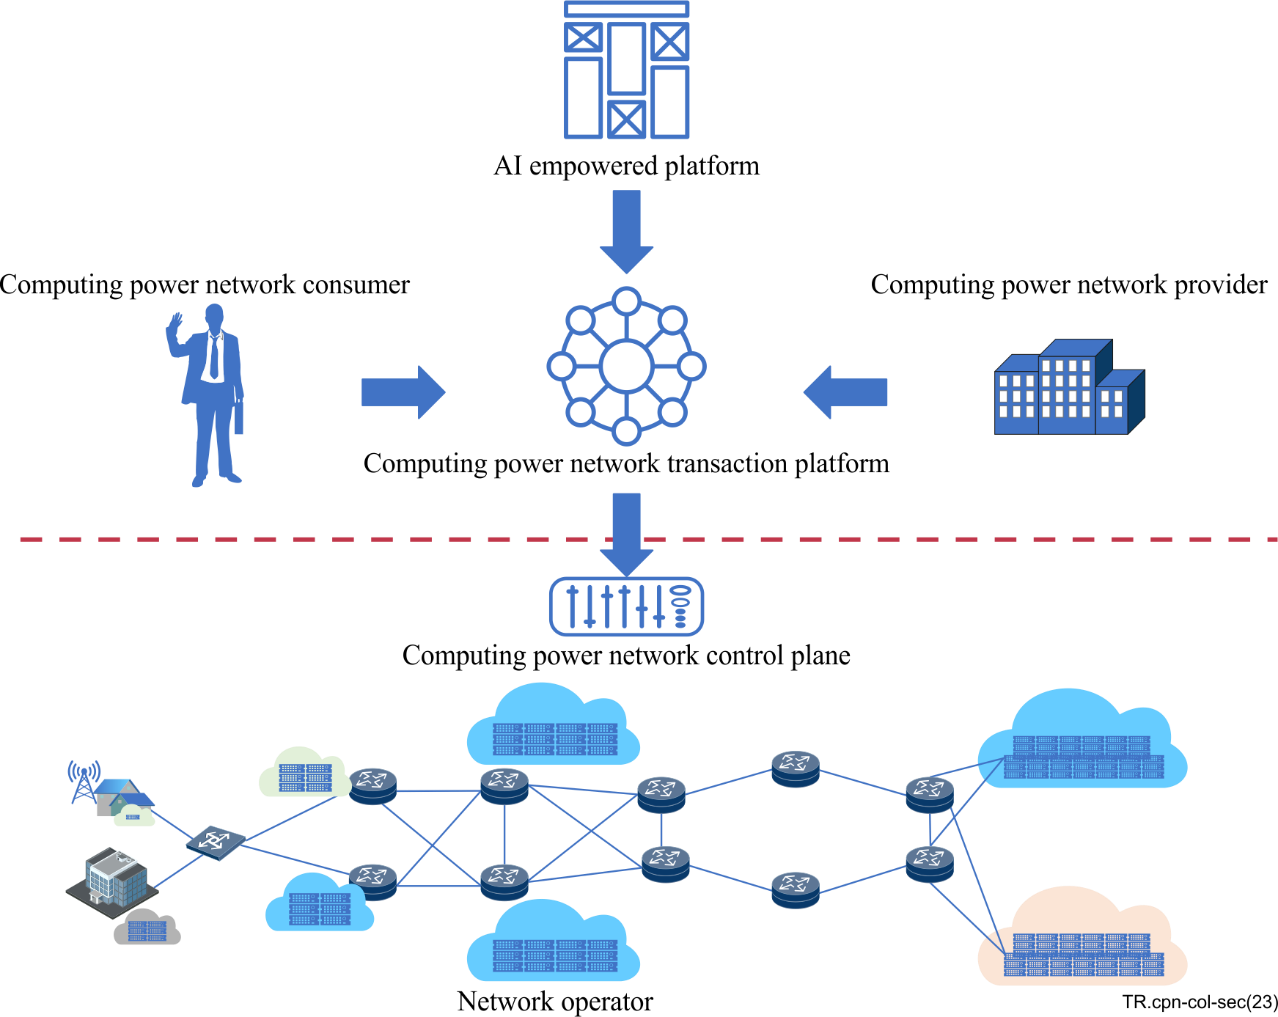 AI empowered platform
Computing power network consumer
Computing power network provider
Computing power network transaction platform
Computing power network control plane
Network operator
TR.cpn-col-sec(23)